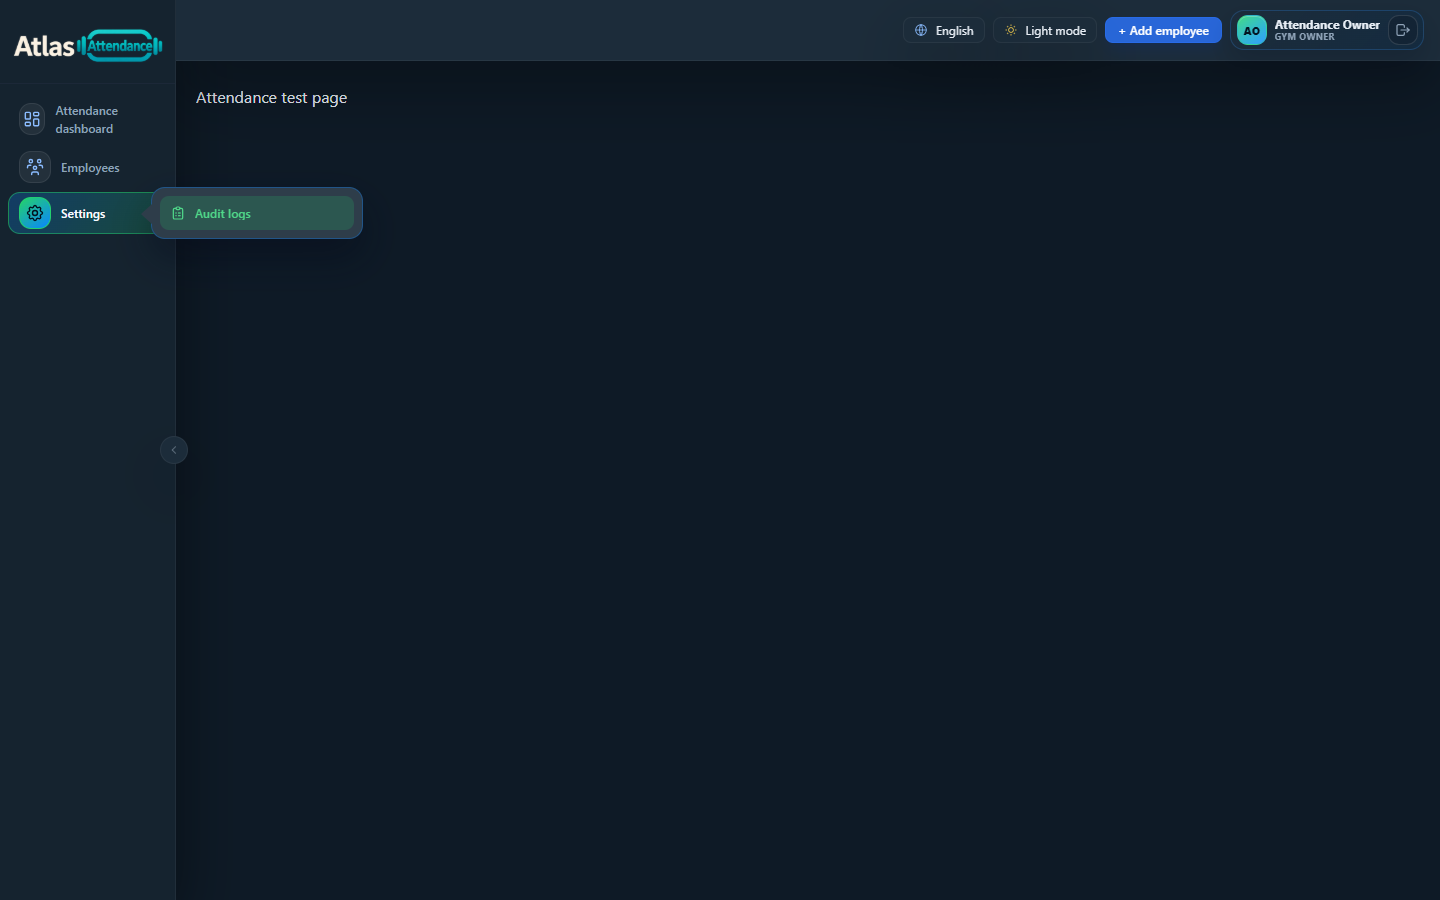 Atlas Attendance
English
Light mode
+ Add employee
AO
Attendance Owner
GYM OWNER
Attendance test page
Attendance
dashboard
Employees
Settings
Audit logs